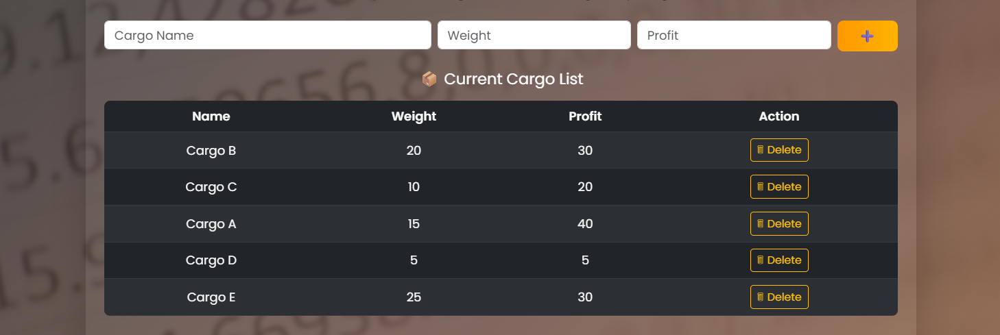 Cargo Name Weight Profit
Current Cargo List
Name Weight Profit Action
Cargo B 20 30 Delete
Cargo C 10 20 Delete
Cargo A 15 40 Delete
Cargo D 5 5 Delete
Cargo E 25 30 Delete